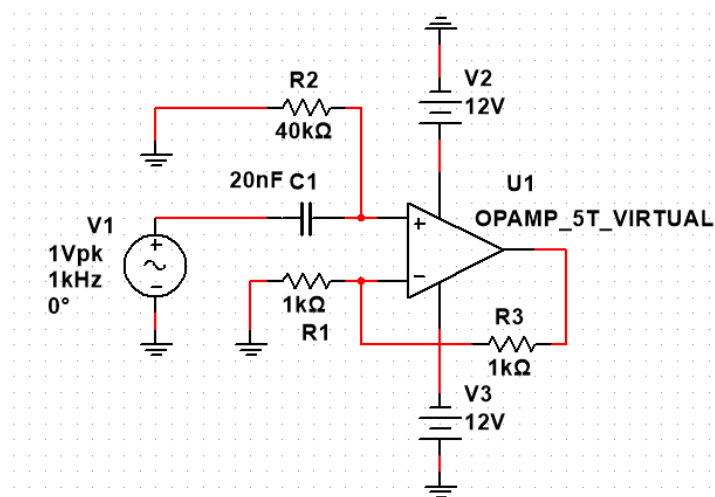 V2
12V
R2
40kΩ
20nF C1
U1
OPAMP_5T_VIRTUAL
V1
1Vpk
1kHz
0°
+
−
+
−
1kΩ
R1
R3
1kΩ
V3
12V